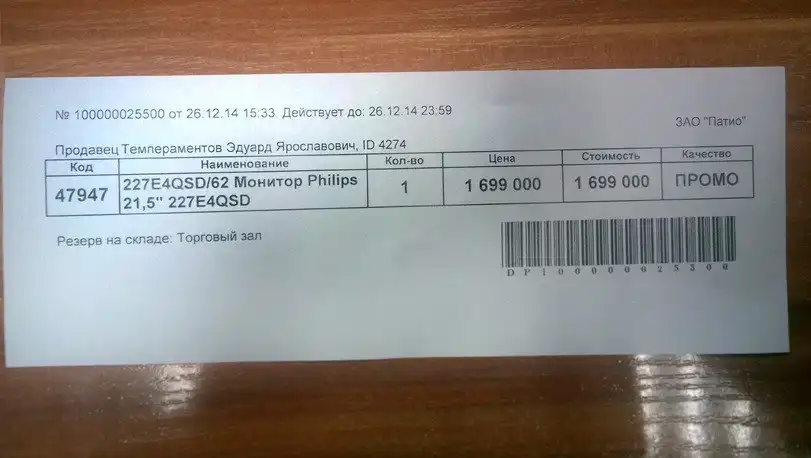 № 100000025500 от 26.12.14 15:33. Действует до: 26.12.14 23:59
ЗАО "Патио"
Продавец Темпераментов Эдуард Ярославович, ID 4274
Код Наименование Кол-во Цена Стоимость Качество
47947 227E4QSD/62 Монитор Philips 21,5" 227E4QSD 1 1 699 000 1 699 000 ПРОМО
Резерв на складе: Торговый зал
DP100000025500